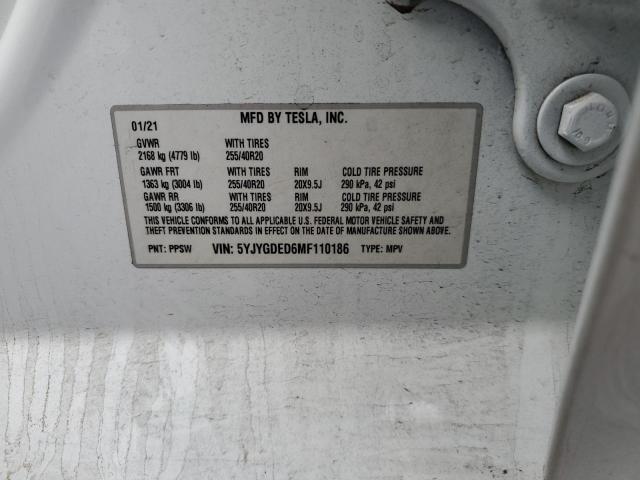 MFD BY TESLA, INC.
01/21
GVWR WITH TIRES
2168 kg (4779 lb) 255/40R20
GAWR FRT WITH TIRES RIM COLD TIRE PRESSURE
1363 kg (3004 lb) 255/40R20 20X9.5J 290 kPa, 42 psi
GAWR RR WITH TIRES RIM COLD TIRE PRESSURE
1500 kg (3306 lb) 255/40R20 20X9.5J 290 kPa, 42 psi
THIS VEHICLE CONFORMS TO ALL APPLICABLE U.S. FEDERAL MOTOR VEHICLE SAFETY AND
THEFT PREVENTION STANDARDS IN EFFECT ON THE DATE OF MANUFACTURE SHOWN ABOVE.
PNT: PPSW VIN: 5YJYGDED6MF110186 TYPE: MPV